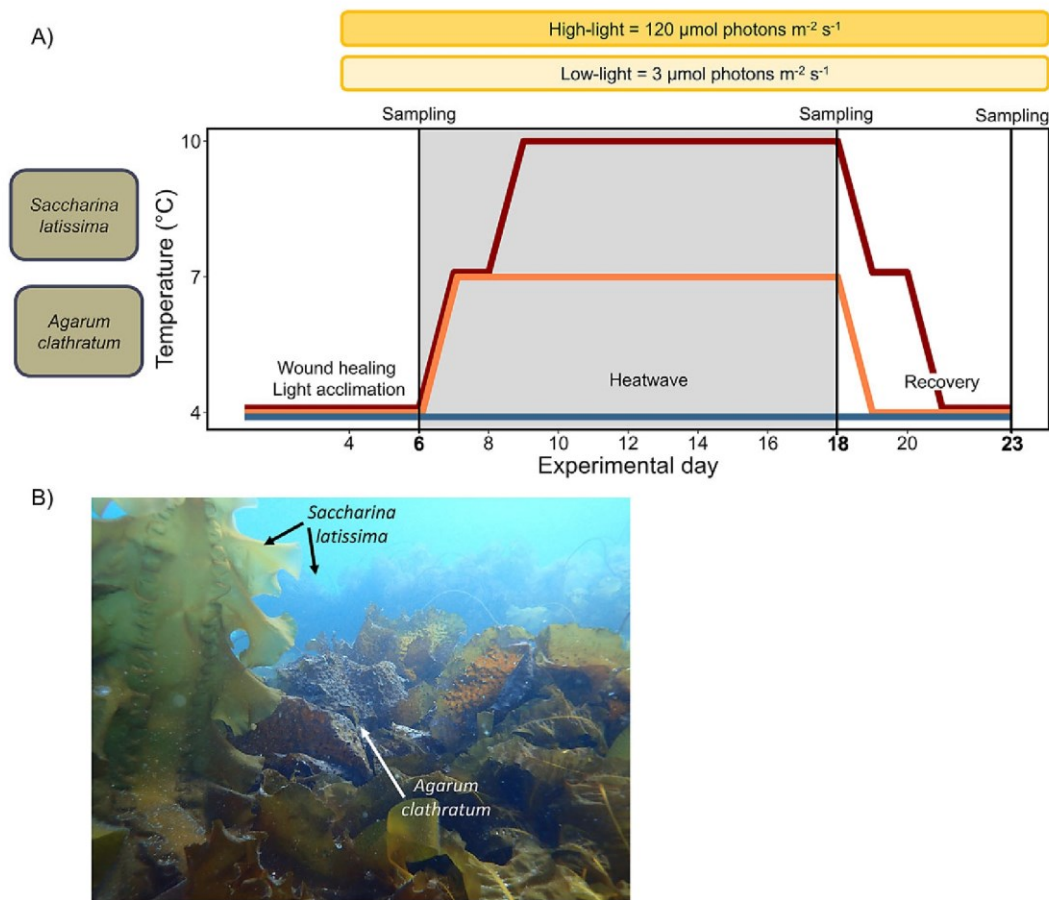 A)
High-light = 120 µmol photons m⁻² s⁻¹
Low-light = 3 µmol photons m⁻² s⁻¹
Sampling
Sampling
Sampling
Saccharina
latissima
Agarum
clathratum
Temperature (°C)
10
7
4
Wound healing
Light acclimation
Heatwave
Recovery
4
6
8
10
12
14
16
18
20
23
Experimental day
B)
Saccharina
latissima
Agarum
clathratum